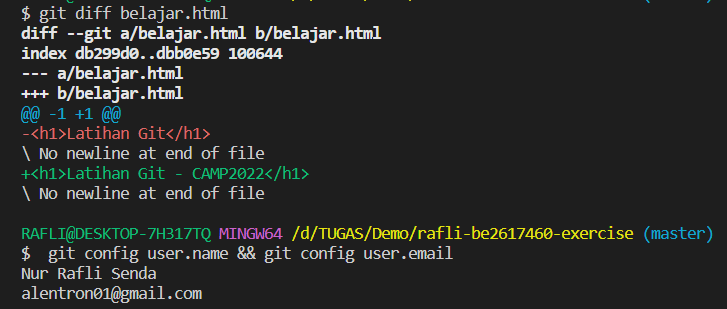 $ git diff belajar.html
diff --git a/belajar.html b/belajar.html
index db299d0..dbb0e59 100644
--- a/belajar.html
+++ b/belajar.html
@@ -1 +1 @@
-<h1>Latihan Git</h1>
\ No newline at end of file
+<h1>Latihan Git - CAMP2022</h1>
\ No newline at end of file
RAFLI@DESKTOP-7H317TQ MINGW64 /d/TUGAS/Demo/rafli-be2617460-exercise (master)
$  git config user.name && git config user.email
Nur Rafli Senda
alentron01@gmail.com